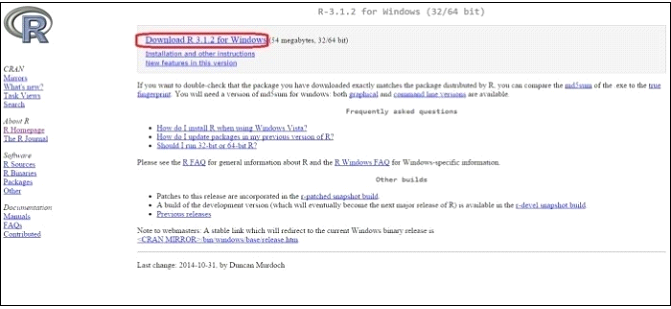 R-3.1.2 for Windows (32/64 bit)
R
Download R 3.1.2 for Windows (54 megabytes, 32/64 bit)
Installation and other instructions
New features in this version
CRAN
Mirrors
What's new?
Task Views
Search
About R
R Homepage
The R Journal
Software
R Sources
R Binaries
Packages
Other
Documentation
Manuals
FAQs
Contributed
If you want to double-check that the package you have downloaded exactly matches the package distributed by R, you can compare the md5sum of the .exe to the true
fingerprint. You will need a version of md5sum for windows: both graphical and command line versions are available.
Frequently asked questions
• How do I install R when using Windows Vista?
• How do I update packages in my previous version of R?
• Should I run 32-bit or 64-bit R?
Please see the R FAQ for general information about R and the R Windows FAQ for Windows-specific information.
Other builds
• Patches to this release are incorporated in the r-patched snapshot build.
• A build of the development version (which will eventually become the next major release of R) is available in the r-devel snapshot build.
• Previous releases
Note to webmasters: A stable link which will redirect to the current Windows binary release is
<CRAN MIRROR>/bin/windows/base/release.htm
Last change: 2014-10-31, by Duncan Murdoch